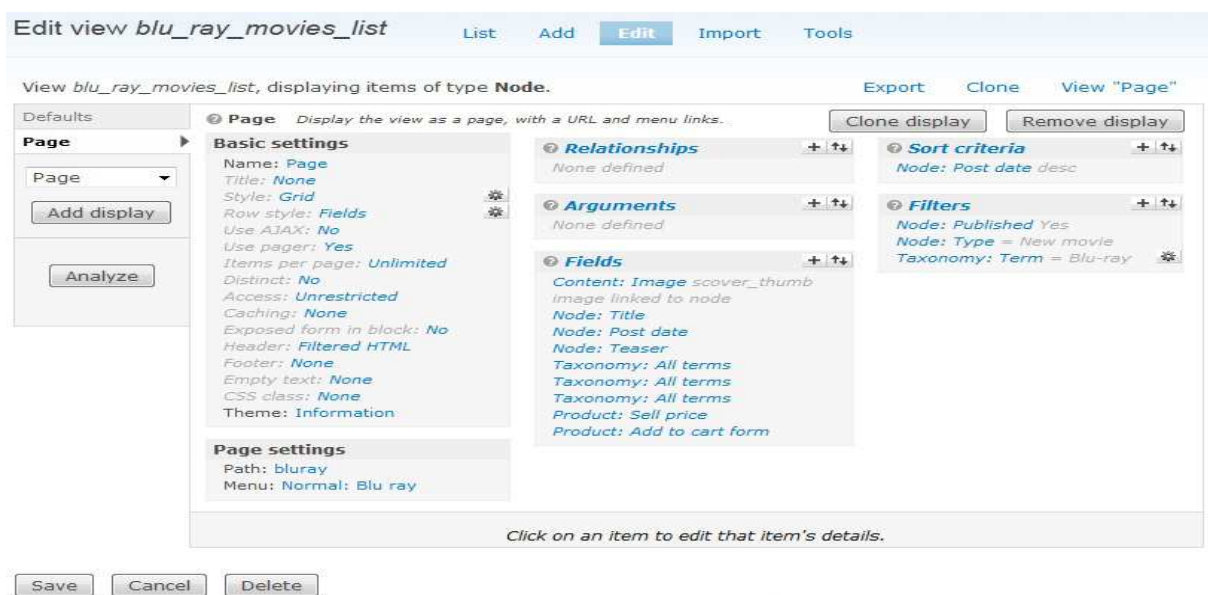 Edit view blu_ray_movies_list
List Add Edit Import Tools
View blu_ray_movies_list, displaying items of type Node.
Export Clone View "Page"
Defaults
Page
Page
Add display
Analyze
Page Display the view as a page, with a URL and menu links.
Clone display Remove display
Basic settings
Name: Page
Title: None
Style: Grid
Row style: Fields
Use AJAX: No
Use pager: Yes
Items per page: Unlimited
Distinct: No
Access: Unrestricted
Caching: None
Exposed form in block: No
Header: Filtered HTML
Footer: None
Empty text: None
CSS class: None
Theme: Information
Page settings
Path: bluray
Menu: Normal: Blu ray
Relationships
None defined
Arguments
None defined
Fields
Content: Image scover_thumb
image linked to node
Node: Title
Node: Post date
Node: Teaser
Taxonomy: All terms
Taxonomy: All terms
Taxonomy: All terms
Product: Sell price
Product: Add to cart form
Sort criteria
Node: Post date desc
Filters
Node: Published Yes
Node: Type = New movie
Taxonomy: Term = Blu-ray
Click on an item to edit that item's details.
Save Cancel Delete